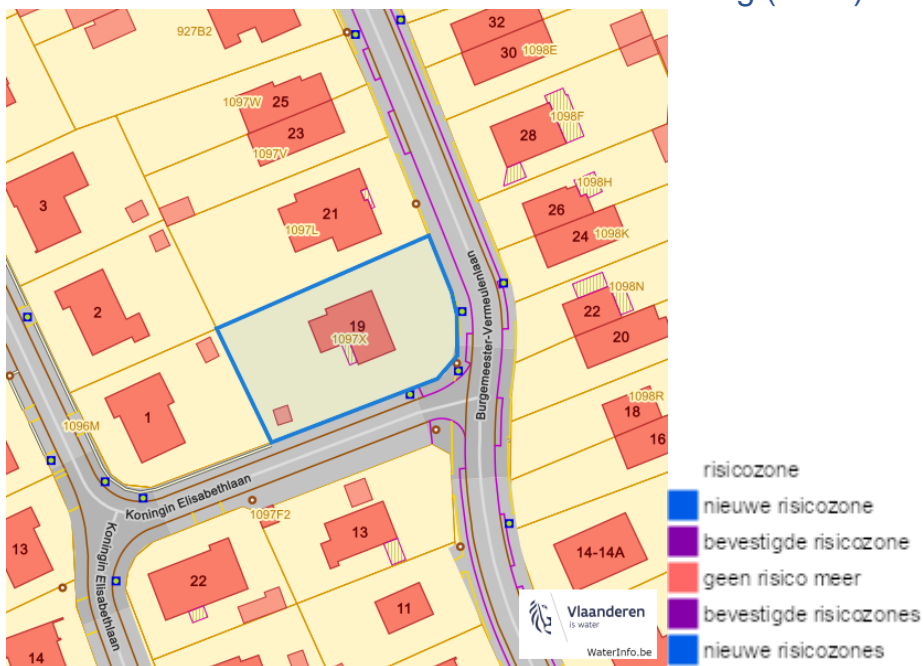 32
927B2
30
1098E
25
1097W
23
1097V
1098F
28
3
1098H
26
24
1098K
21
1097L
1098N
22
20
2
19
1097X
Burgemeester-Vermeulenlaan
1098R
18
16
1
1096M
Koningin Elisabethlaan
1097F2
Koningin Elisabethlaan
13
13
14-14A
22
11
14
Vlaanderen
is water
WaterInfo.be
risicozone
nieuwe risicozone
bevestigde risicozone
geen risico meer
bevestigde risicozones
nieuwe risicozones